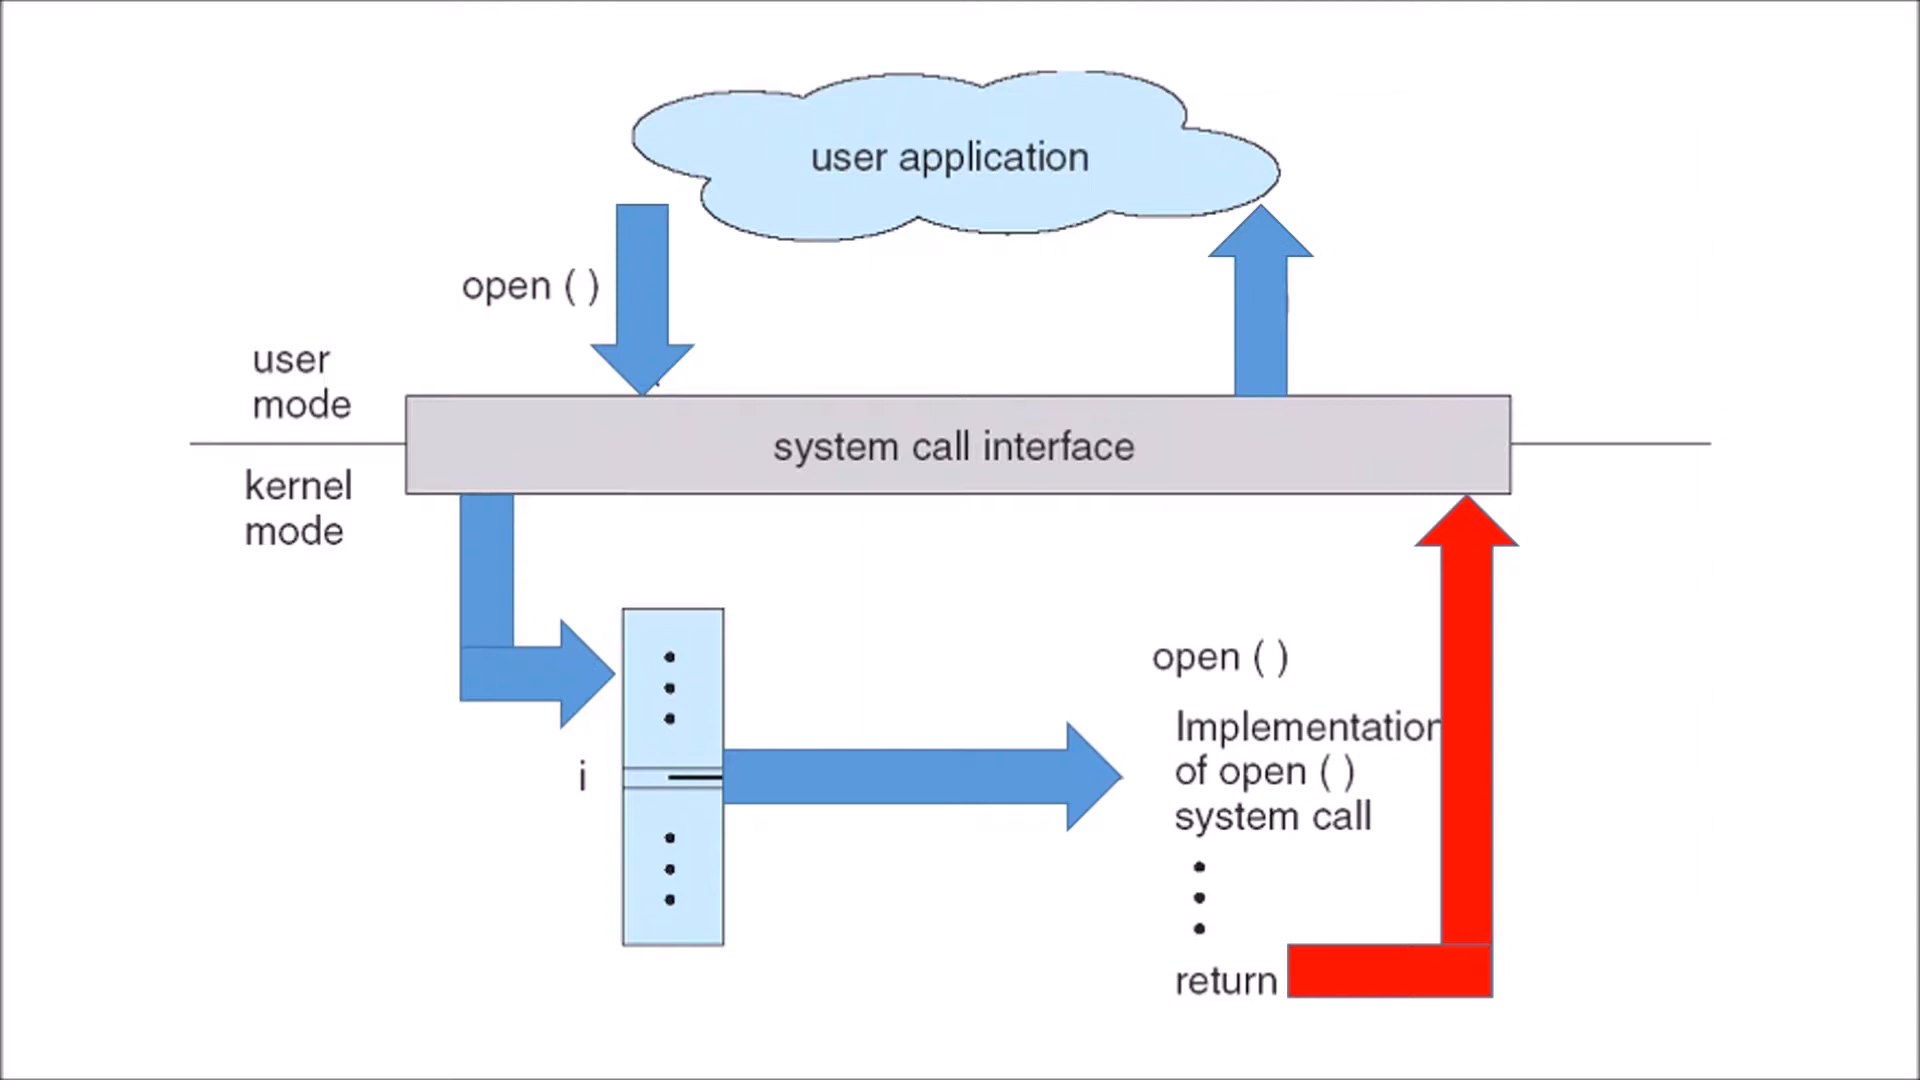 user application
open ( )
user
mode
system call interface
kernel
mode
open ( )
Implementation
of open ( )
i
system call
return